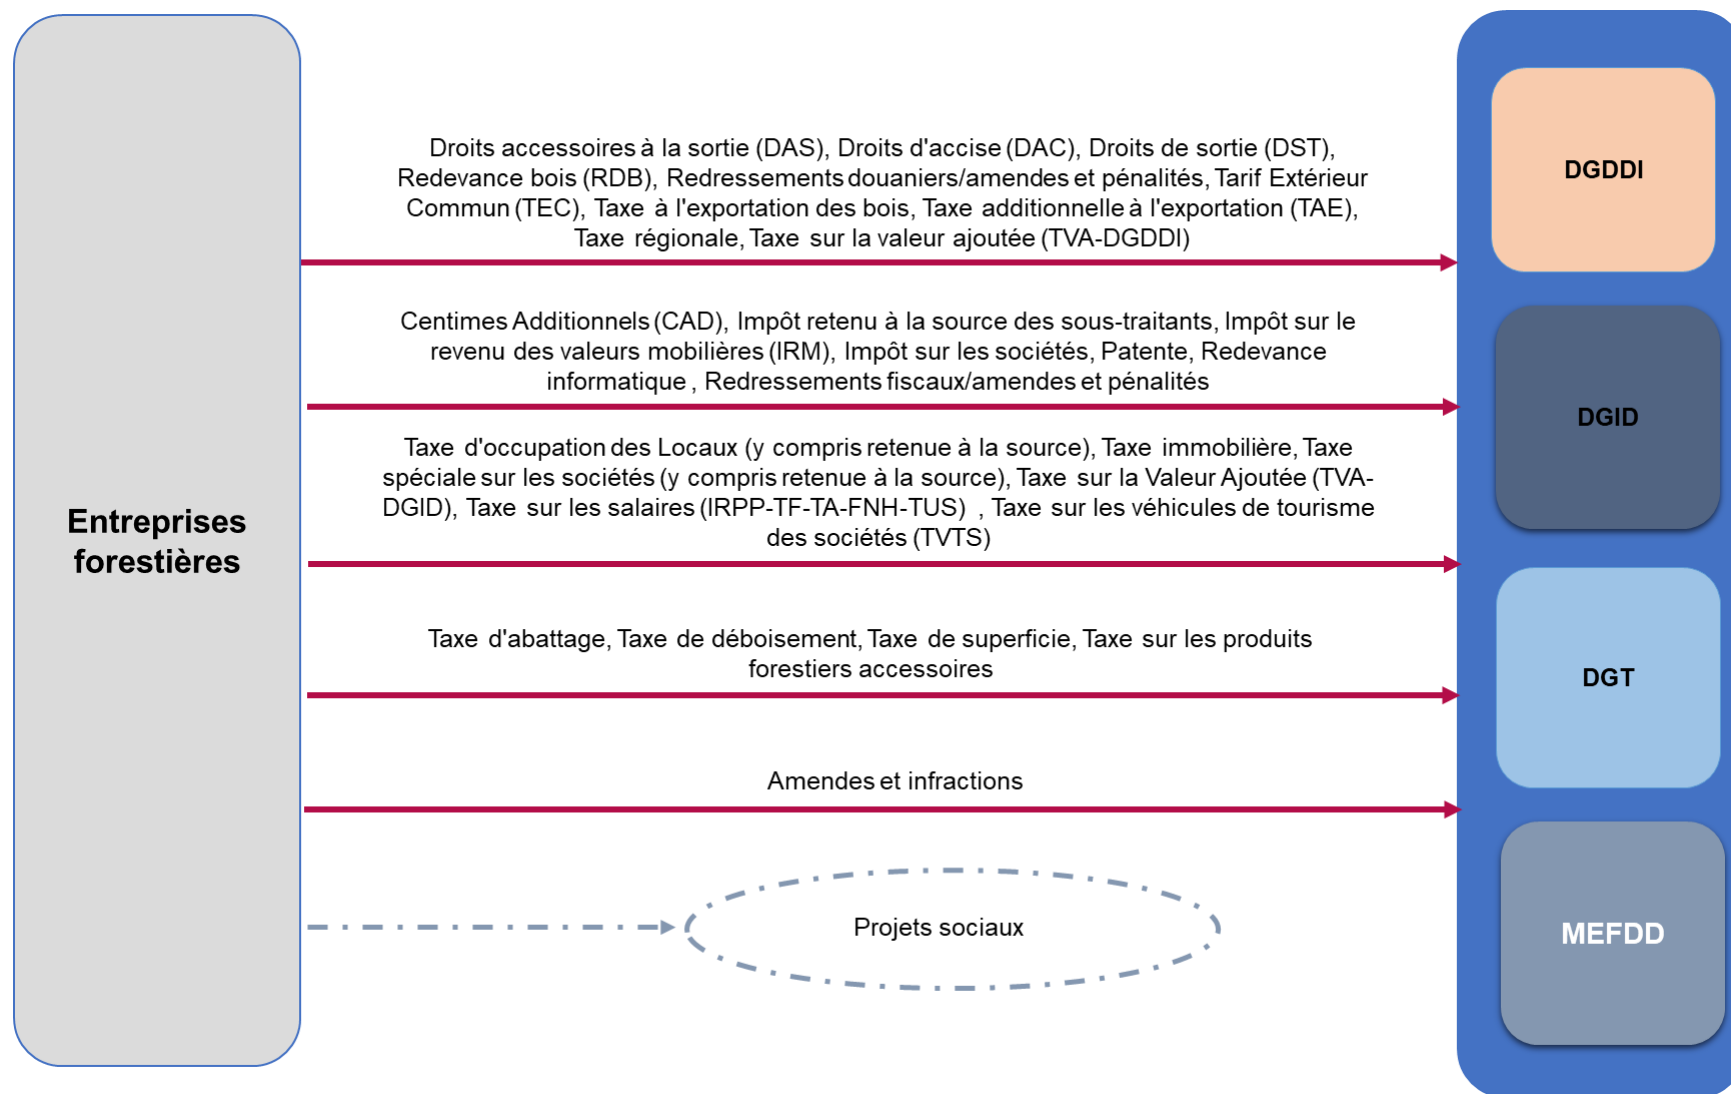 Entreprises
forestières
Droits accessoires à la sortie (DAS), Droits d'accise (DAC), Droits de sortie (DST),
Redevance bois (RDB), Redressements douaniers/amendes et pénalités, Tarif Extérieur
Commun (TEC), Taxe à l'exportation des bois, Taxe additionnelle à l'exportation (TAE),
Taxe régionale, Taxe sur la valeur ajoutée (TVA-DGDDI)
Centimes Additionnels (CAD), Impôt retenu à la source des sous-traitants, Impôt sur le
revenu des valeurs mobilières (IRM), Impôt sur les sociétés, Patente, Redevance
informatique , Redressements fiscaux/amendes et pénalités
Taxe d'occupation des Locaux (y compris retenue à la source), Taxe immobilière, Taxe
spéciale sur les sociétés (y compris retenue à la source), Taxe sur la Valeur Ajoutée (TVA-
DGID), Taxe sur les salaires (IRPP-TF-TA-FNH-TUS) , Taxe sur les véhicules de tourisme
des sociétés (TVTS)
Taxe d'abattage, Taxe de déboisement, Taxe de superficie, Taxe sur les produits
forestiers accessoires
Amendes et infractions
Projets sociaux
DGDDI
DGID
DGT
MEFDD